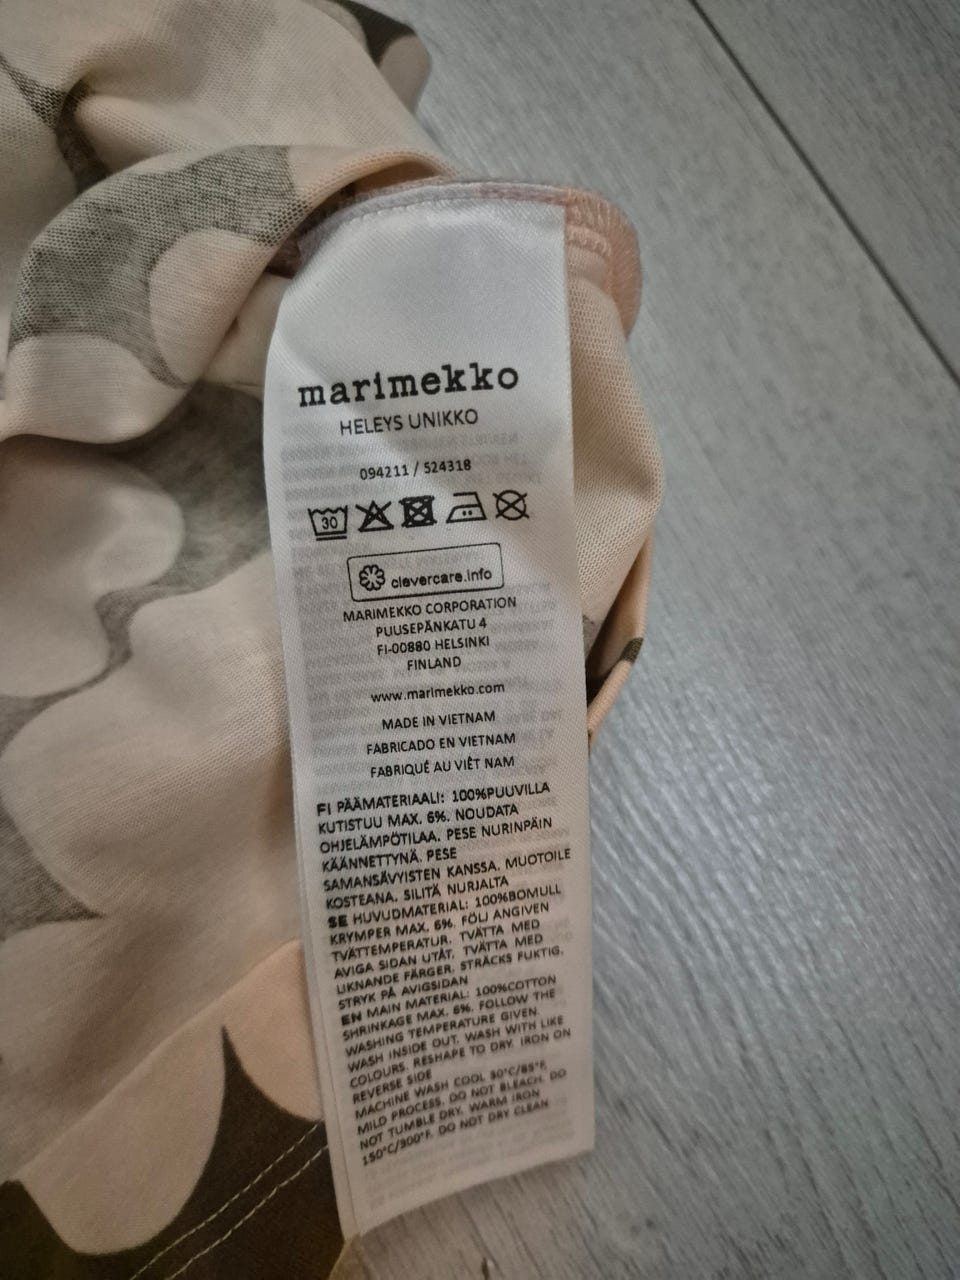 marimekko
HELEYS UNIKKO
094211 / 524318
30
clevercare.info
MARIMEKKO CORPORATION
PUUSEPÄNKATU 4
FI-00880 HELSINKI
FINLAND
www.marimekko.com
MADE IN VIETNAM
FABRICADO EN VIETNAM
FABRIQUÉ AU VIÊT NAM
FI PÄÄMATERIAALI: 100%PUUVILLA
KUTISTUU MAX. 6%. NOUDATA
OHJELÄMPÖTILAA. PESE NURINPÄIN
KÄÄNNETTYNÄ. PESE
SAMANSÄVYISTEN KANSSA. MUOTOILE
KOSTEANA. SILITÄ NURJALTA
SE HUVUDMATERIAL: 100%BOMULL
KRYMPER MAX. 6%. FÖLJ ANGIVEN
TVÄTTEMPERATUR. TVÄTTA MED
AVIGA SIDAN UTÅT. TVÄTTA MED
LIKNANDE FÄRGER. STRÄCKS FUKTIG.
STRYK PÅ AVIGSIDAN
EN MAIN MATERIAL: 100%COTTON
SHRINKAGE MAX. 6%. FOLLOW THE
WASHING TEMPERATURE GIVEN.
WASH INSIDE OUT. WASH WITH LIKE
COLOURS. RESHAPE TO DRY. IRON ON
REVERSE SIDE
MACHINE WASH COOL 30°C/85°F.
MILD PROCESS. DO NOT BLEACH. DO
NOT TUMBLE DRY. WARM IRON
150°C/300°F. DO NOT DRY CLEAN